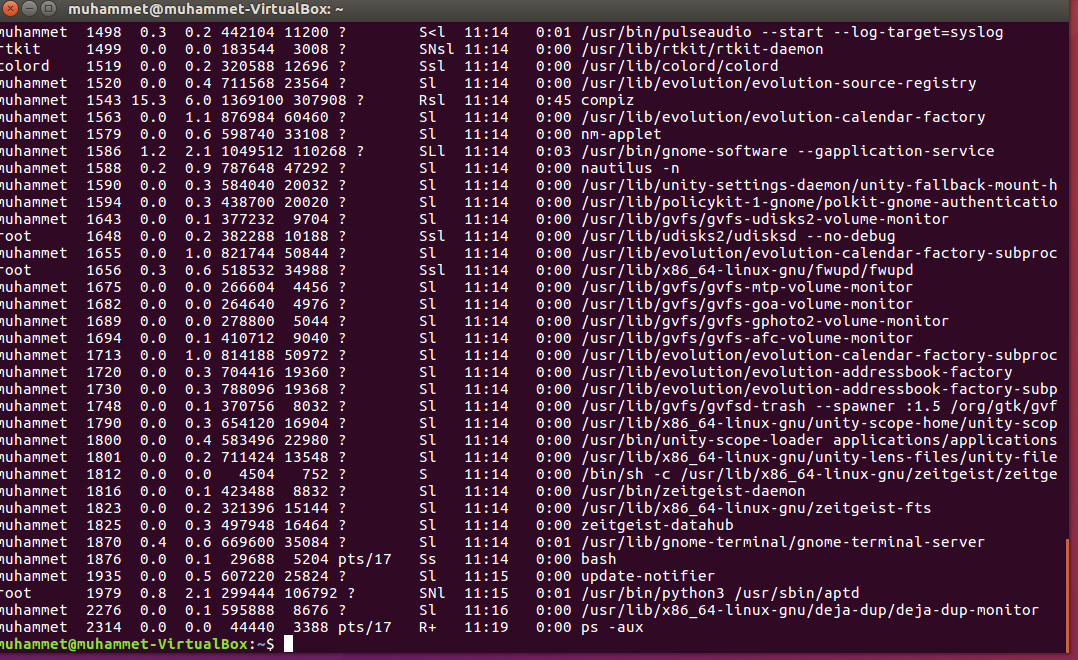 muhammet@muhammet-VirtualBox: ~
muhammet 1498 0.3 0.2 442104 11200 ? S<l 11:14 0:01 /usr/bin/pulseaudio --start --log-target=syslog
rtkit 1499 0.0 0.0 183544 3008 ? SNsl 11:14 0:00 /usr/lib/rtkit/rtkit-daemon
colord 1519 0.0 0.2 320588 12696 ? Ssl 11:14 0:00 /usr/lib/colord/colord
muhammet 1520 0.0 0.4 711568 23564 ? Sl 11:14 0:00 /usr/lib/evolution/evolution-source-registry
muhammet 1543 15.3 6.0 1369100 307908 ? Rsl 11:14 0:45 compiz
muhammet 1563 0.0 1.1 876984 60460 ? Sl 11:14 0:00 /usr/lib/evolution/evolution-calendar-factory
muhammet 1579 0.0 0.6 598740 33108 ? Sl 11:14 0:00 nm-applet
muhammet 1586 1.2 2.1 1049512 110268 ? SLl 11:14 0:03 /usr/bin/gnome-software --gapplication-service
muhammet 1588 0.2 0.9 787648 47292 ? Sl 11:14 0:00 nautilus -n
muhammet 1590 0.0 0.3 584040 20032 ? Sl 11:14 0:00 /usr/lib/unity-settings-daemon/unity-fallback-mount-h
muhammet 1594 0.0 0.3 438700 20020 ? Sl 11:14 0:00 /usr/lib/policykit-1-gnome/polkit-gnome-authenticatio
muhammet 1643 0.0 0.1 377232 9704 ? Sl 11:14 0:00 /usr/lib/gvfs/gvfs-udisks2-volume-monitor
root 1648 0.0 0.2 382288 10188 ? Ssl 11:14 0:00 /usr/lib/udisks2/udisksd --no-debug
muhammet 1655 0.0 1.0 821744 50844 ? Sl 11:14 0:00 /usr/lib/evolution/evolution-calendar-factory-subproc
root 1656 0.3 0.6 518532 34988 ? Ssl 11:14 0:00 /usr/lib/x86_64-linux-gnu/fwupd/fwupd
muhammet 1675 0.0 0.0 266604 4456 ? Sl 11:14 0:00 /usr/lib/gvfs/gvfs-mtp-volume-monitor
muhammet 1682 0.0 0.0 264640 4976 ? Sl 11:14 0:00 /usr/lib/gvfs/gvfs-goa-volume-monitor
muhammet 1689 0.0 0.0 278800 5044 ? Sl 11:14 0:00 /usr/lib/gvfs/gvfs-gphoto2-volume-monitor
muhammet 1694 0.0 0.1 410712 9040 ? Sl 11:14 0:00 /usr/lib/gvfs/gvfs-afc-volume-monitor
muhammet 1713 0.0 1.0 814188 50972 ? Sl 11:14 0:00 /usr/lib/evolution/evolution-calendar-factory-subproc
muhammet 1720 0.0 0.3 704416 19360 ? Sl 11:14 0:00 /usr/lib/evolution/evolution-addressbook-factory
muhammet 1730 0.0 0.3 788096 19368 ? Sl 11:14 0:00 /usr/lib/evolution/evolution-addressbook-factory-subp
muhammet 1748 0.0 0.1 370756 8032 ? Sl 11:14 0:00 /usr/lib/gvfs/gvfsd-trash --spawner :1.5 /org/gtk/gvf
muhammet 1790 0.0 0.3 654120 16904 ? Sl 11:14 0:00 /usr/lib/x86_64-linux-gnu/unity-scope-home/unity-scop
muhammet 1800 0.0 0.4 583496 22980 ? Sl 11:14 0:00 /usr/bin/unity-scope-loader applications/applications
muhammet 1801 0.0 0.2 711424 13548 ? Sl 11:14 0:00 /usr/lib/x86_64-linux-gnu/unity-lens-files/unity-file
muhammet 1812 0.0 0.0 4504 752 ? S 11:14 0:00 /bin/sh -c /usr/lib/x86_64-linux-gnu/zeitgeist/zeitge
muhammet 1816 0.0 0.1 423488 8832 ? Sl 11:14 0:00 /usr/bin/zeitgeist-daemon
muhammet 1823 0.0 0.2 321396 15144 ? Sl 11:14 0:00 /usr/lib/x86_64-linux-gnu/zeitgeist-fts
muhammet 1825 0.0 0.3 497948 16464 ? Sl 11:14 0:00 zeitgeist-datahub
muhammet 1870 0.4 0.6 669600 35084 ? Sl 11:14 0:01 /usr/lib/gnome-terminal/gnome-terminal-server
muhammet 1876 0.0 0.1 29688 5204 pts/17 Ss 11:14 0:00 bash
muhammet 1935 0.0 0.5 607220 25824 ? Sl 11:15 0:00 update-notifier
root 1979 0.8 2.1 299444 106792 ? SNl 11:15 0:01 /usr/bin/python3 /usr/sbin/aptd
muhammet 2276 0.0 0.1 595888 8676 ? Sl 11:16 0:00 /usr/lib/x86_64-linux-gnu/deja-dup/deja-dup-monitor
muhammet 2314 0.0 0.0 44440 3388 pts/17 R+ 11:19 0:00 ps -aux
muhammet@muhammet-VirtualBox:~$